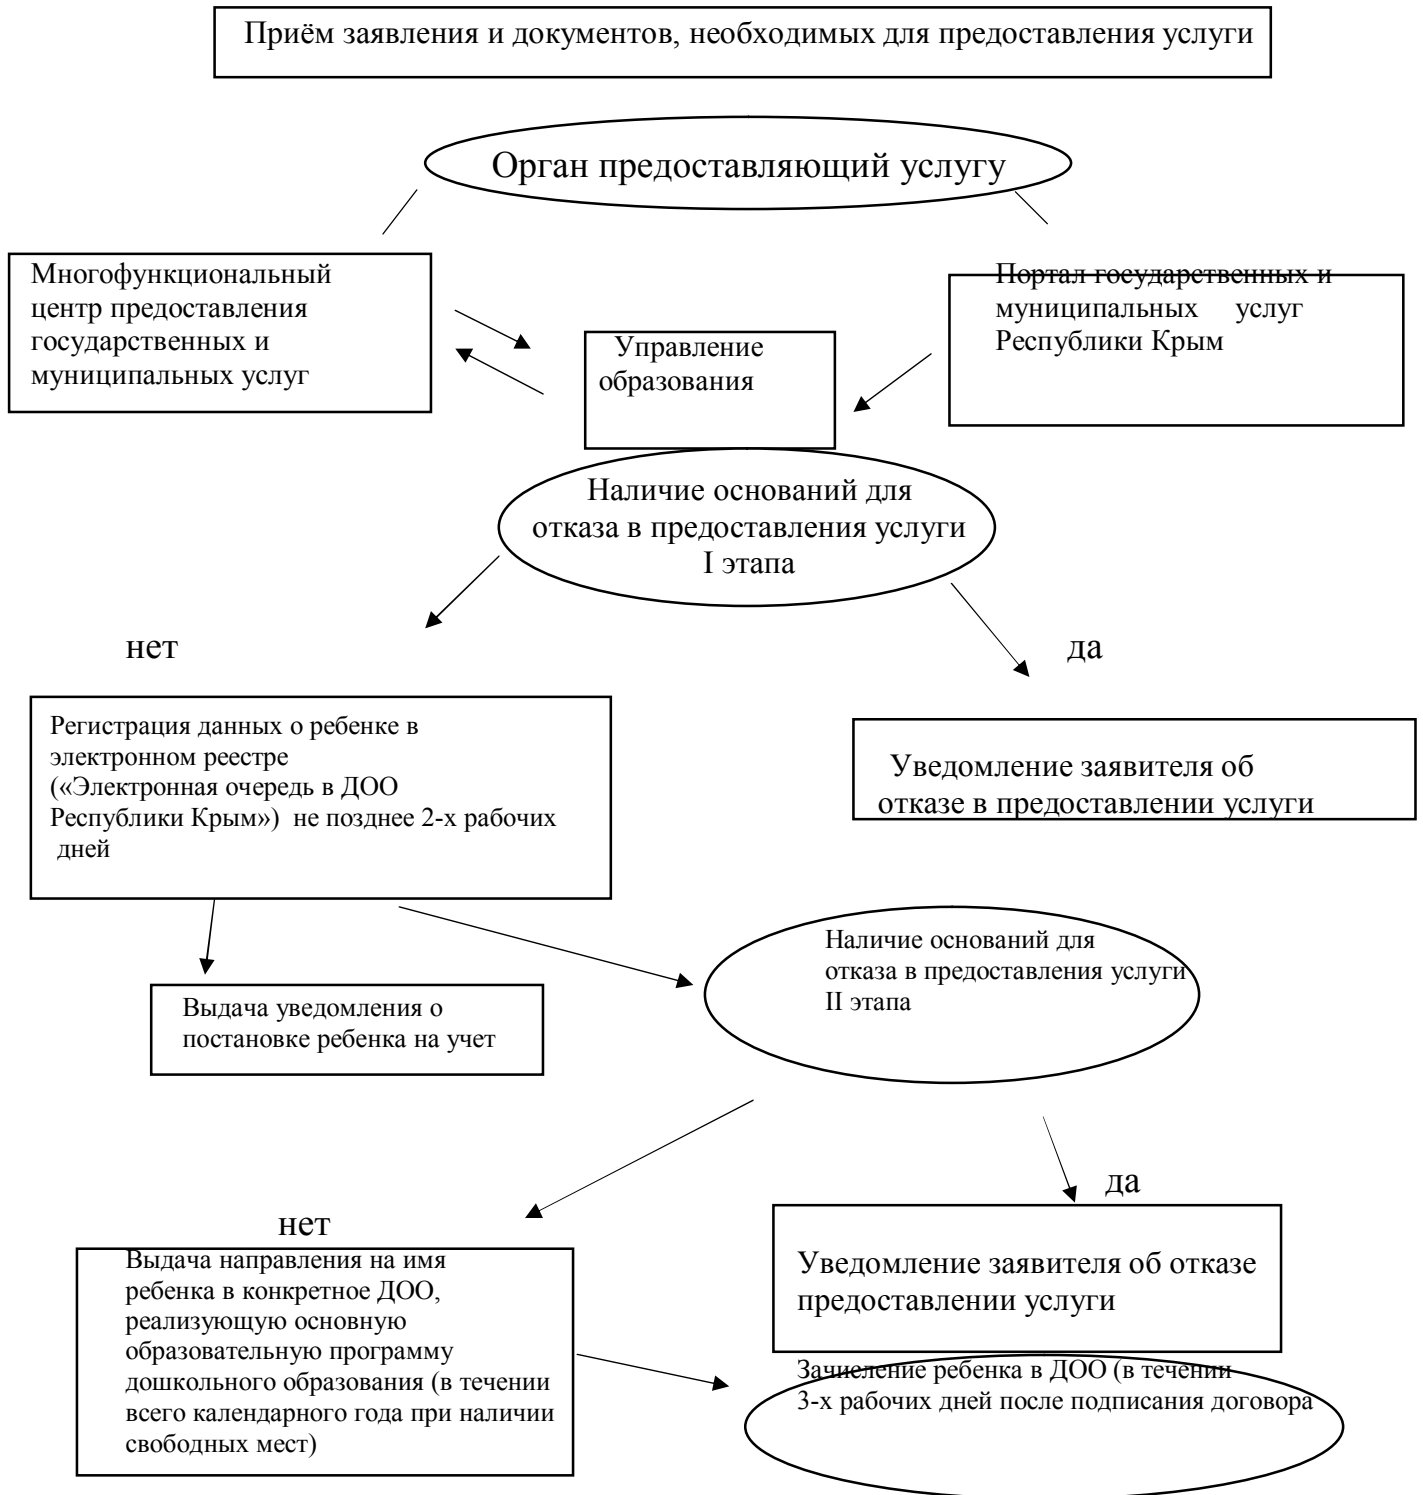 Приём заявления и документов, необходимых для предоставления услуги
Орган предоставляющий услугу
Многофункциональный
центр предоставления
государственных и
муниципальных услуг
Управление
образования
Портал государственных и
муниципальных услуг
Республики Крым
Наличие оснований для
отказа в предоставления услуги
I этапа
нет
да
Регистрация данных о ребенке в
электронном реестре
(«Электронная очередь в ДОО
Республики Крым») не позднее 2-х рабочих
дней
Уведомление заявителя об
отказе в предоставлении услуги
Выдача уведомления о
постановке ребенка на учет
Наличие оснований для
отказа в предоставления услуги
II этапа
нет
да
Выдача направления на имя
ребенка в конкретное ДОО,
реализующую основную
образовательную программу
дошкольного образования (в течении
всего календарного года при наличии
свободных мест)
Уведомление заявителя об отказе
предоставлении услуги
Зачисление ребенка в ДОО (в течении
3-х рабочих дней после подписания договора